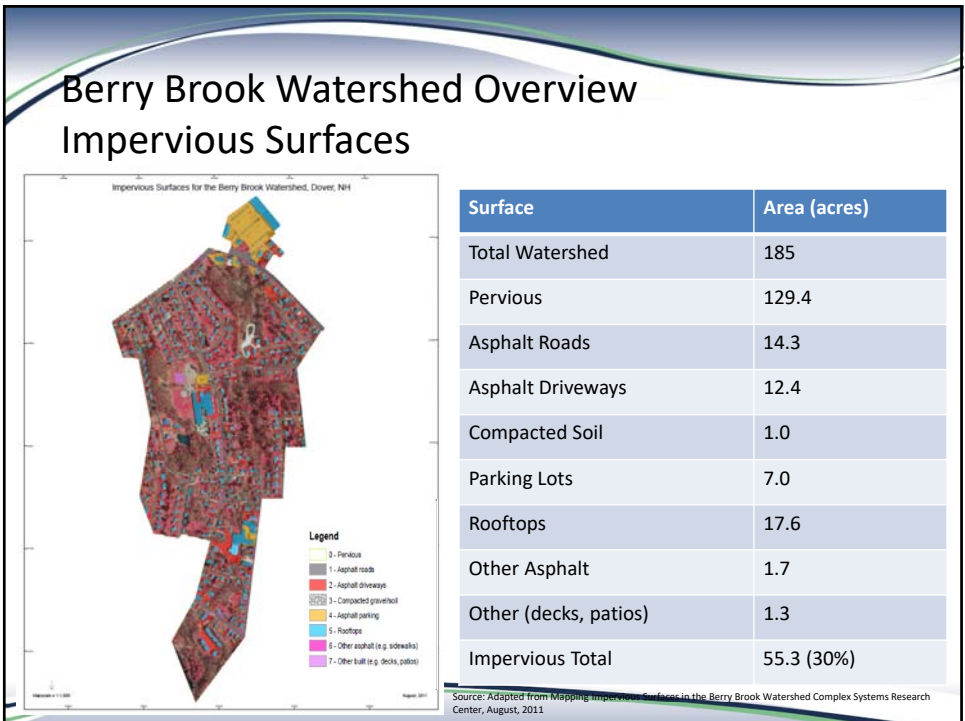 Berry Brook Watershed Overview
Impervious Surfaces
Impervious Surfaces for the Berry Brook Watershed, Dover, NH
Legend
0 - Pervious
1 - Asphalt roads
2 - Asphalt driveways
3 - Compacted gravel/soil
4 - Asphalt parking
5 - Rooftops
6 - Other asphalt (e.g. sidewalks)
7 - Other built (e.g. decks, patios)
August, 2011
Surface Area (acres)
Total Watershed 185
Pervious 129.4
Asphalt Roads 14.3
Asphalt Driveways 12.4
Compacted Soil 1.0
Parking Lots 7.0
Rooftops 17.6
Other Asphalt 1.7
Other (decks, patios) 1.3
Impervious Total 55.3 (30%)
Source: Adapted from Mapping Impervious Surfaces in the Berry Brook Watershed Complex Systems Research
Center, August, 2011